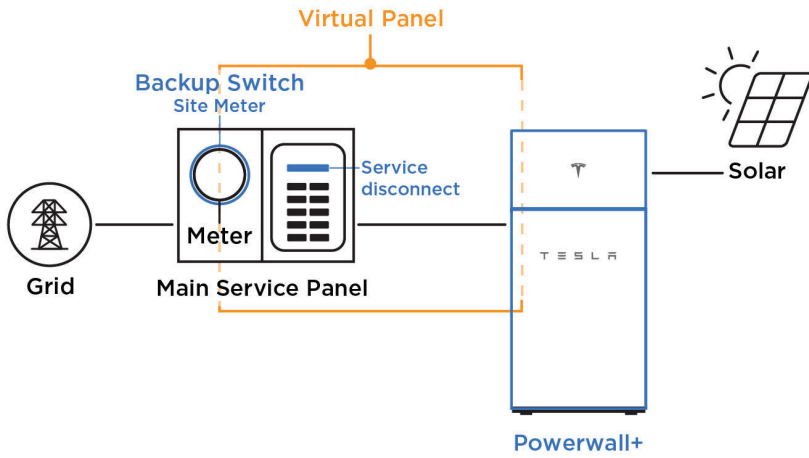 Virtual Panel
Backup Switch
Site Meter
Service
disconnect
Solar
Meter
TESLA
Grid
Main Service Panel
Powerwall+